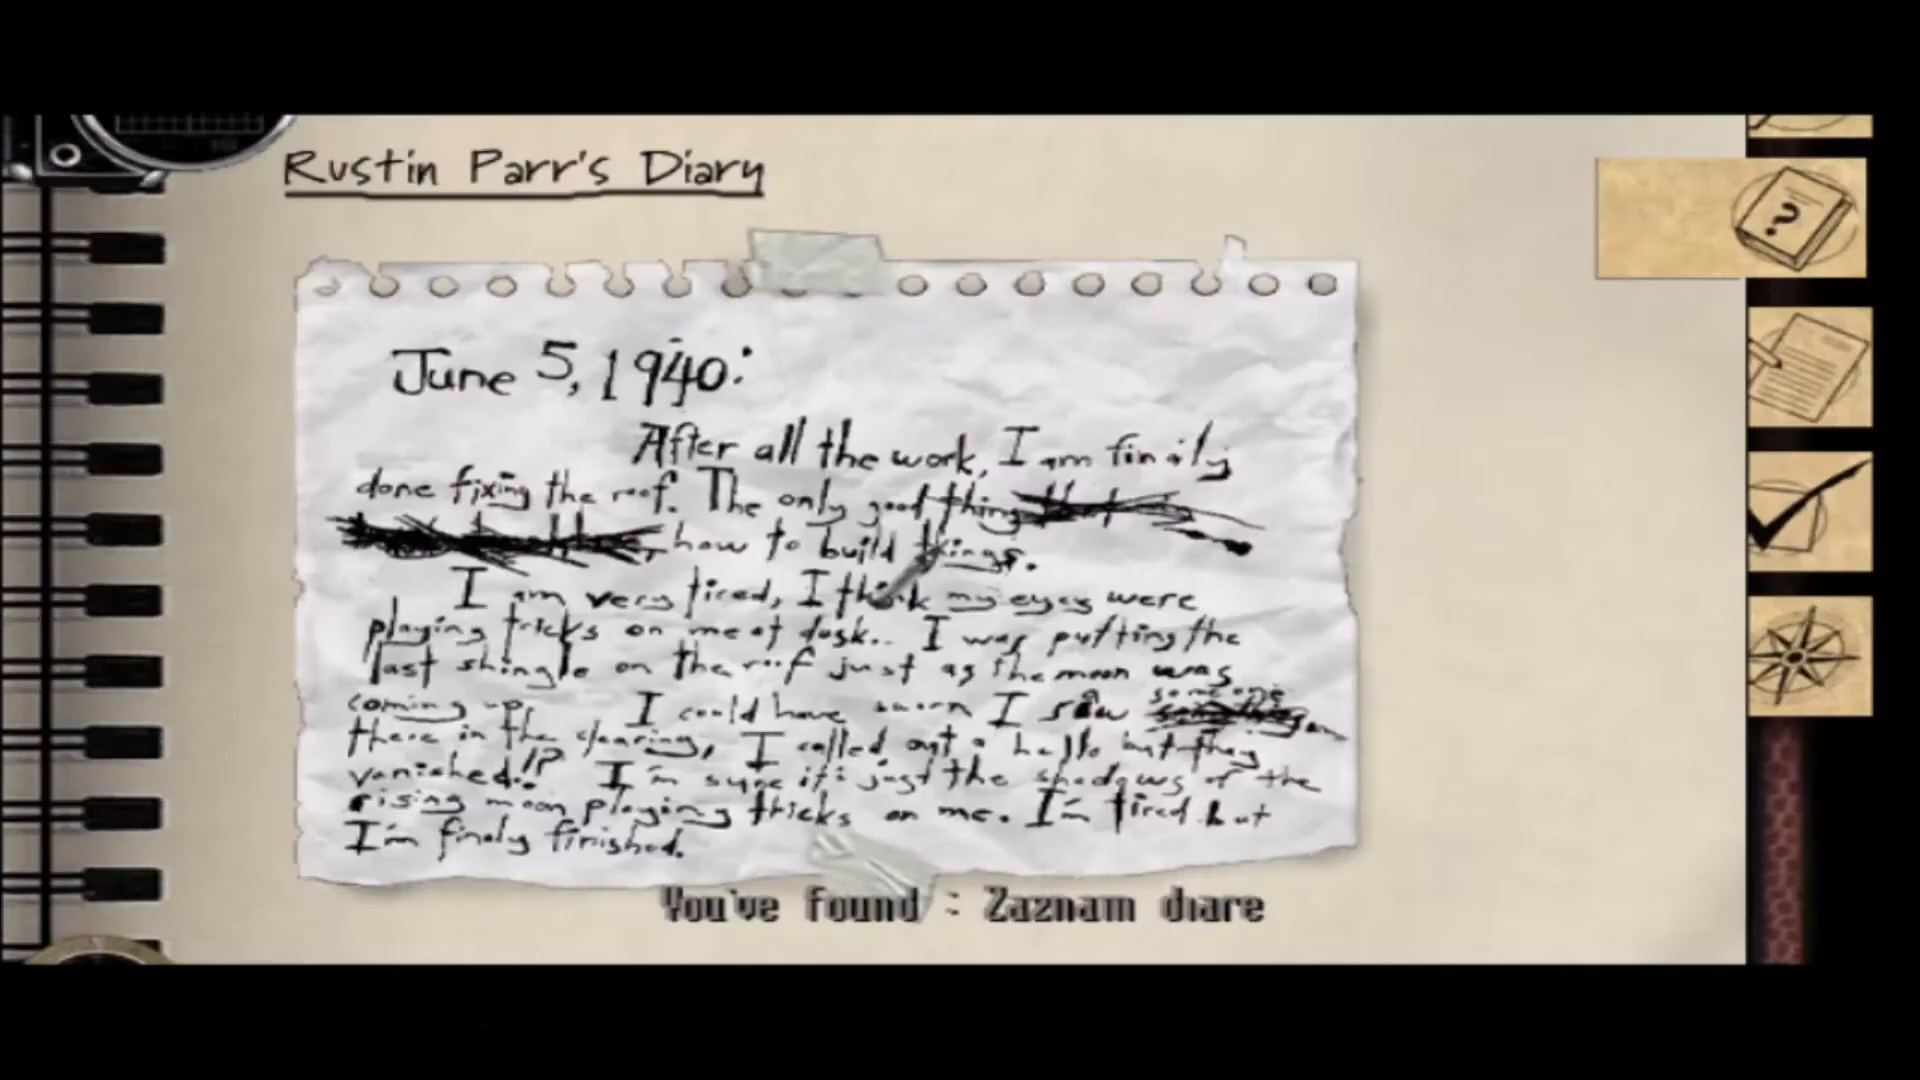 Rustin Parr's Diary
June 5, 1940:
After all the work, I am finaly
done fixing the roof. The only good thing
how to build things.
I am very tired, I think my eyes were
playing tricks on me at dusk.. I was putting the
last shingle on the roof just as the moon was
someone
coming up. I could have sworn I saw
there in the clearing, I called out a hello but they
vanished!? I'm sure it's just the shadows of the
rising moon playing tricks on me. I'm tired but
I'm finaly finished.
You've found : Zaznam diare
?